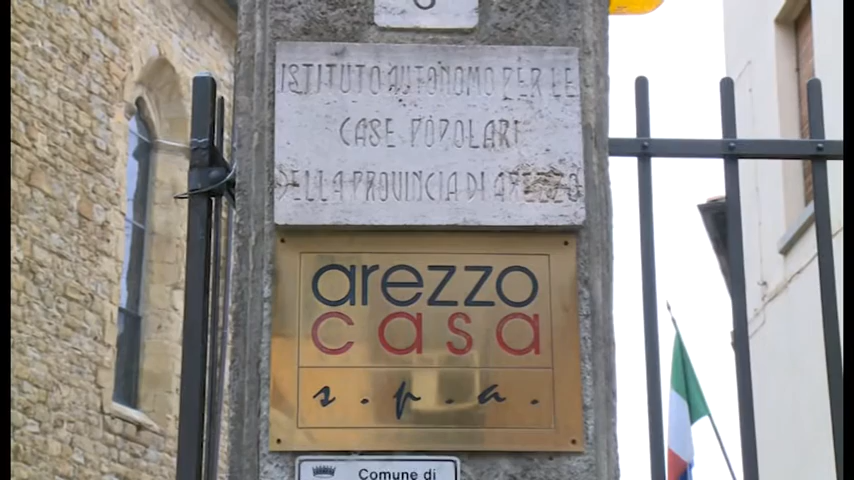 ISTITUTO AUTONOMO PER LE
CASE POPOLARI
DELLA PROVINCIA DI AREZZO
arezzo
casa
s.p.a.
Comune di